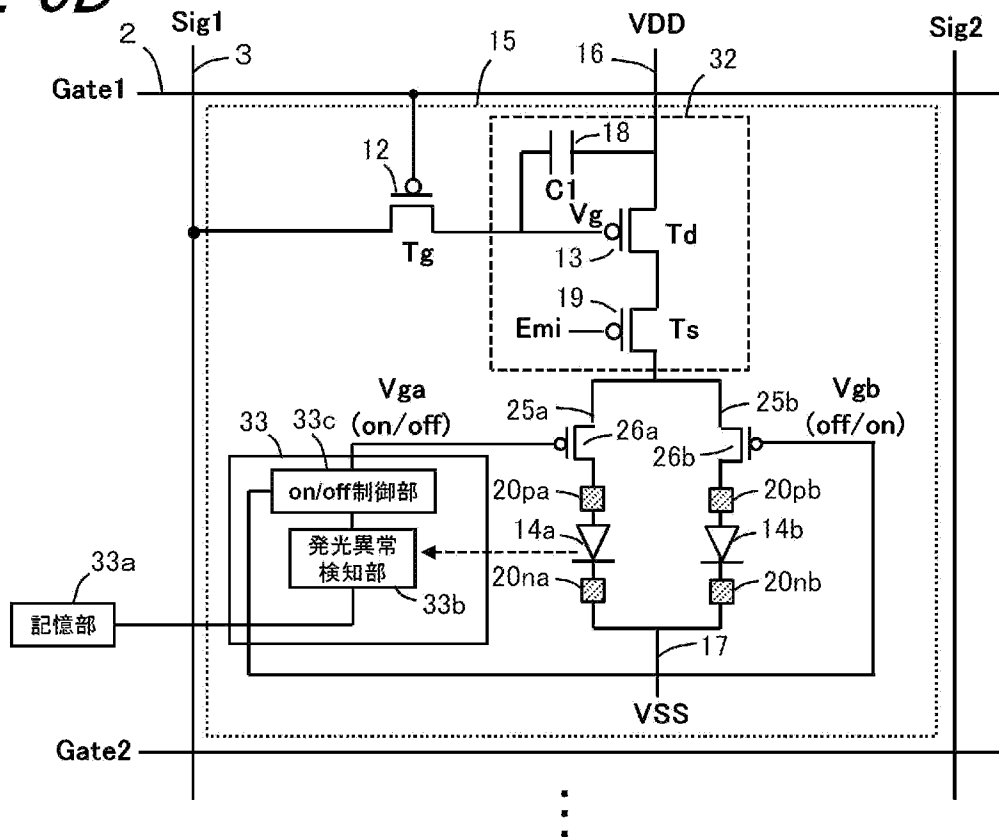 Sig1
VDD
Sig2
2
3
15
16
32
Gate1
18
12
C1
Vg
Td
Tg
13
19
Emi
Ts
Vga
(on/off)
Vgb
(off/on)
25a
25b
33
33c
26a
26b
on/off制御部
20pa
20pb
発光異常
検知部
14a
14b
33a
20na
20nb
33b
記憶部
17
VSS
Gate2